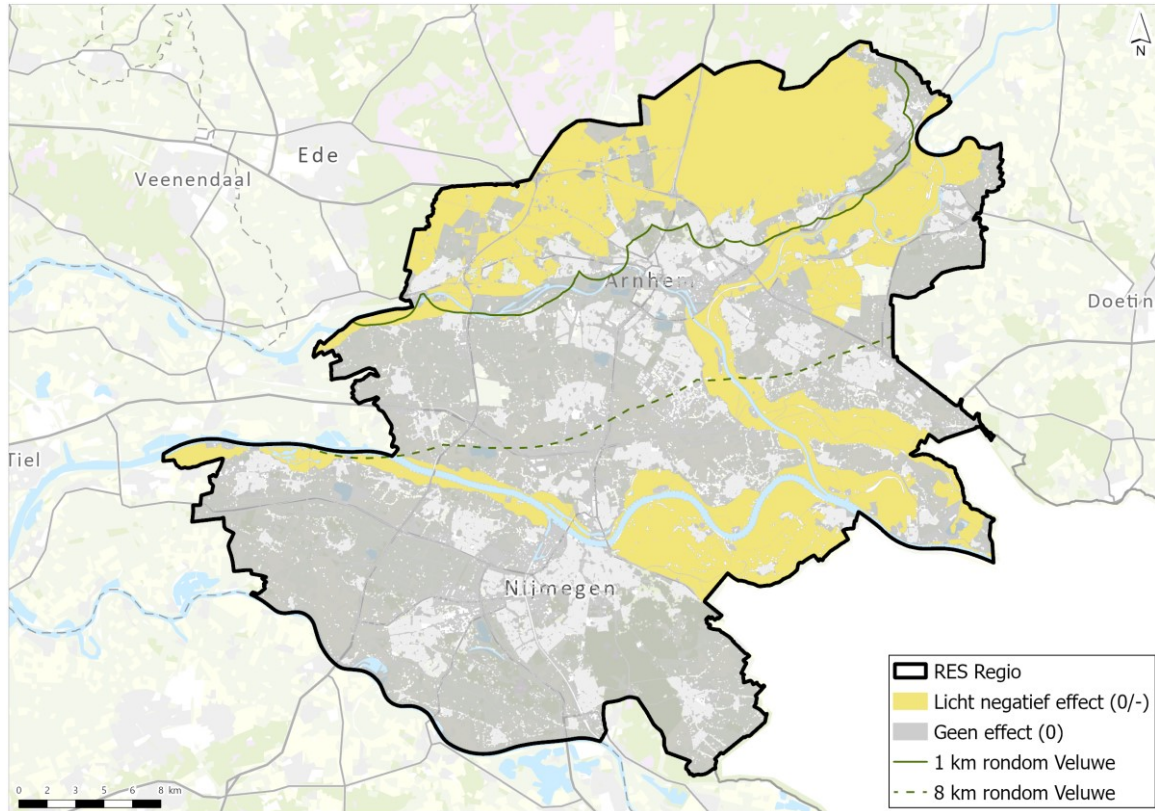 N
Ede
Veenendaal
Arnhem
Doetin
Tiel
Nijmegen
RES Regio
Licht negatief effect (0/-)
Geen effect (0)
1 km rondom Veluwe
8 km rondom Veluwe
0 2 3 4 5 6 8 km